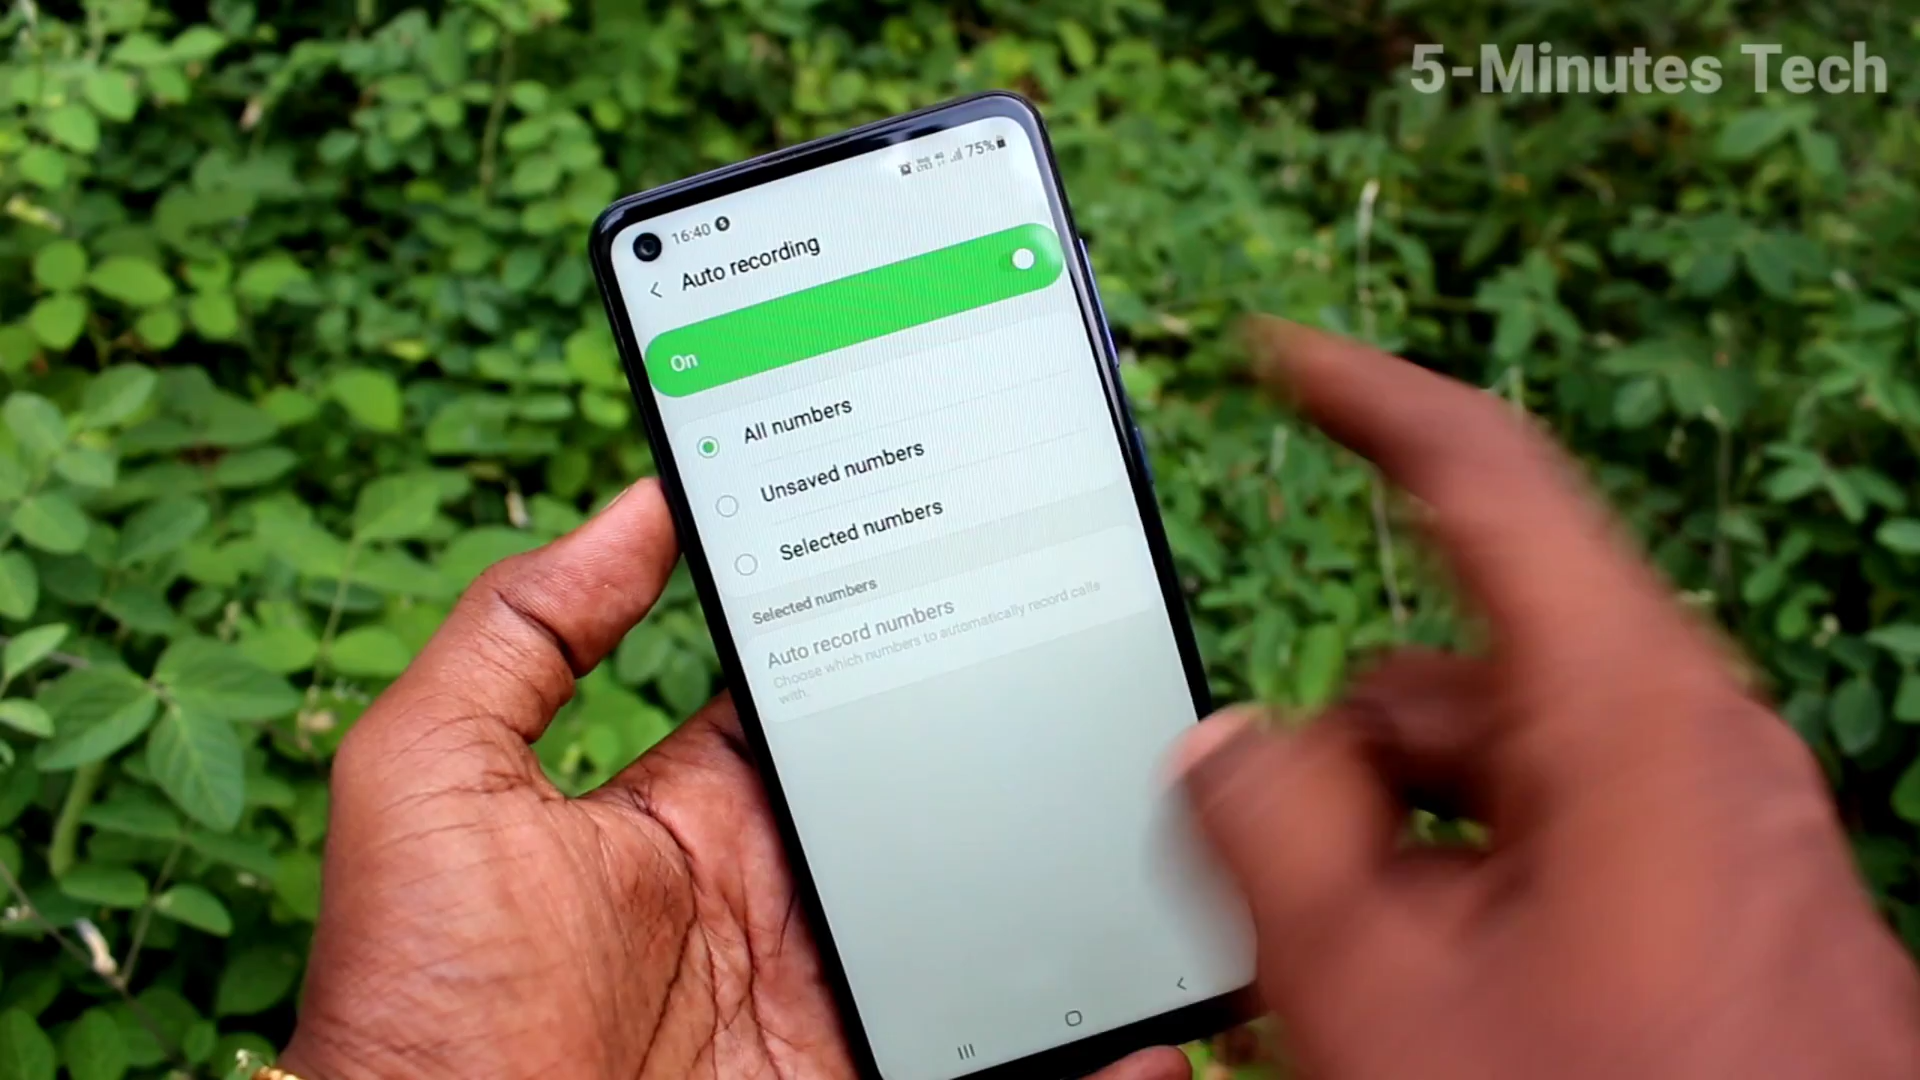 5-Minutes Tech
16:40
75%
Auto recording
On
All numbers
Unsaved numbers
Selected numbers
Selected numbers
Auto record numbers
Choose which numbers to automatically record calls
with.